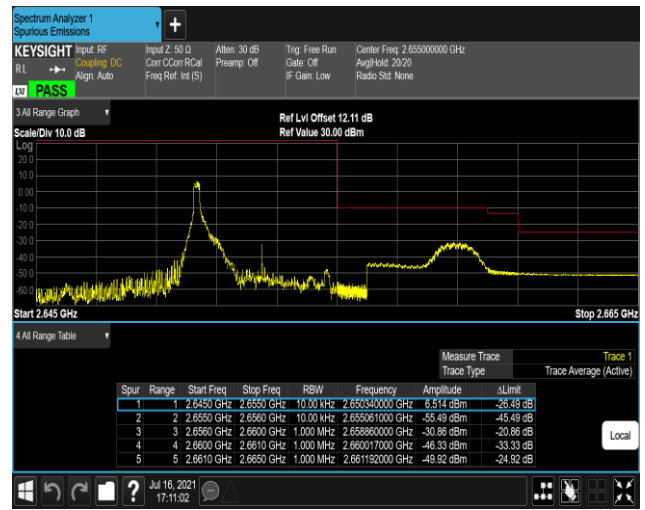 Spectrum Analyzer 1
Spurious Emissions
KEYSIGHT Input: RF Input Z: 50 Ω Atten: 30 dB Trig: Free Run Center Freq: 2.655000000 GHz
RL Coupling: DC Corr CCorr RCal Preamp: Off Gate: Off Avg|Hold: 20/20
Align: Auto Freq Ref: Int (S) IF Gain: Low Radio Std: None
LXI PASS
3 All Range Graph
Ref Lvl Offset 12.11 dB
Scale/Div 10.0 dB Ref Value 30.00 dBm
Log
20.0
10.0
0.00
-10.0
-20.0
-30.0
-40.0
-50.0
-60.0
Start 2.645 GHz Stop 2.665 GHz
4 All Range Table
Measure Trace Trace 1
Trace Type Trace Average (Active)
Spur Range Start Freq Stop Freq RBW Frequency Amplitude ΔLimit
1 1 2.6450 GHz 2.6550 GHz 10.00 kHz 2.650340000 GHz 6.514 dBm -26.49 dB
2 2 2.6550 GHz 2.6560 GHz 10.00 kHz 2.655061000 GHz -55.49 dBm -45.49 dB
3 3 2.6560 GHz 2.6600 GHz 1.000 MHz 2.658860000 GHz -30.86 dBm -20.86 dB
4 4 2.6600 GHz 2.6610 GHz 1.000 MHz 2.660017000 GHz -46.33 dBm -33.33 dB
5 5 2.6610 GHz 2.6650 GHz 1.000 MHz 2.661192000 GHz -49.92 dBm -24.92 dB
Local
Jul 16, 2021
17:11:02